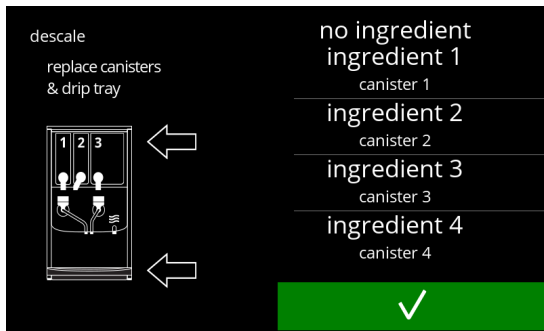 descale
replace canisters
& drip tray
1 2 3
no ingredient
ingredient 1
canister 1
ingredient 2
canister 2
ingredient 3
canister 3
ingredient 4
canister 4